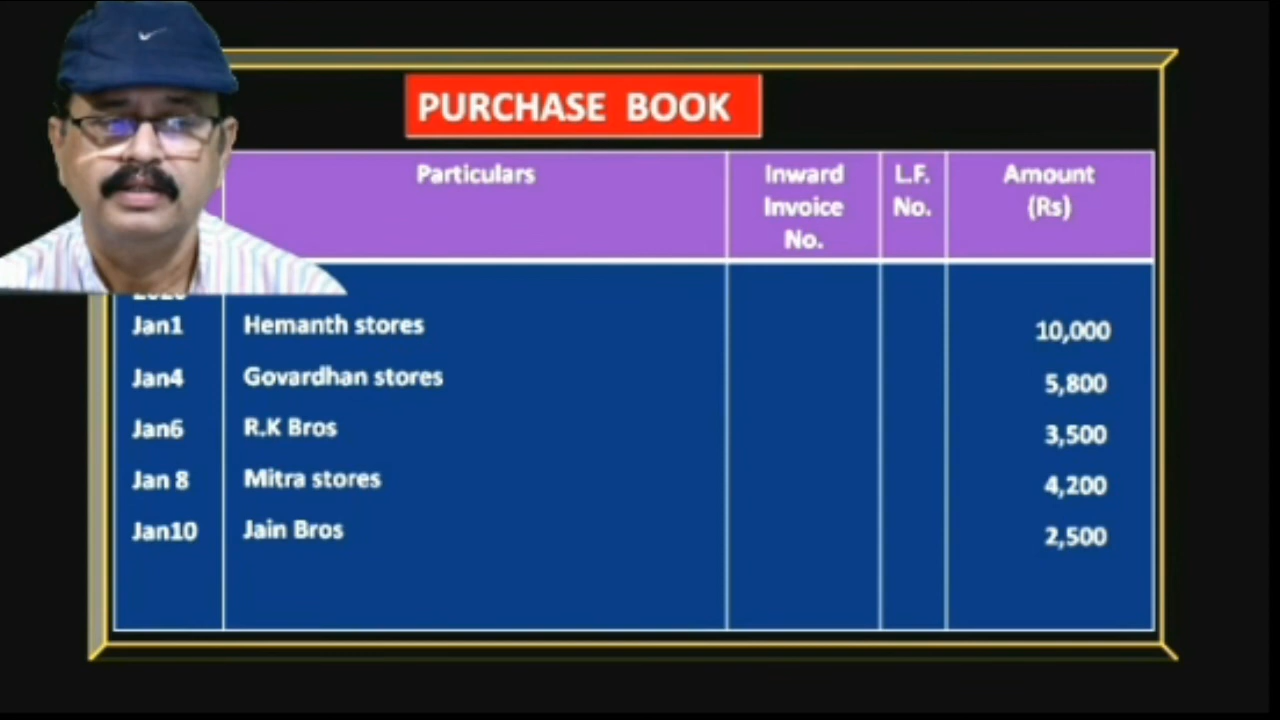 PURCHASE BOOK
Particulars
Inward
Invoice
No.
L.F.
No.
Amount
(Rs)
Jan1 Hemanth stores 10,000
Jan4 Govardhan stores 5,800
Jan6 R.K Bros 3,500
Jan 8 Mitra stores 4,200
Jan10 Jain Bros 2,500